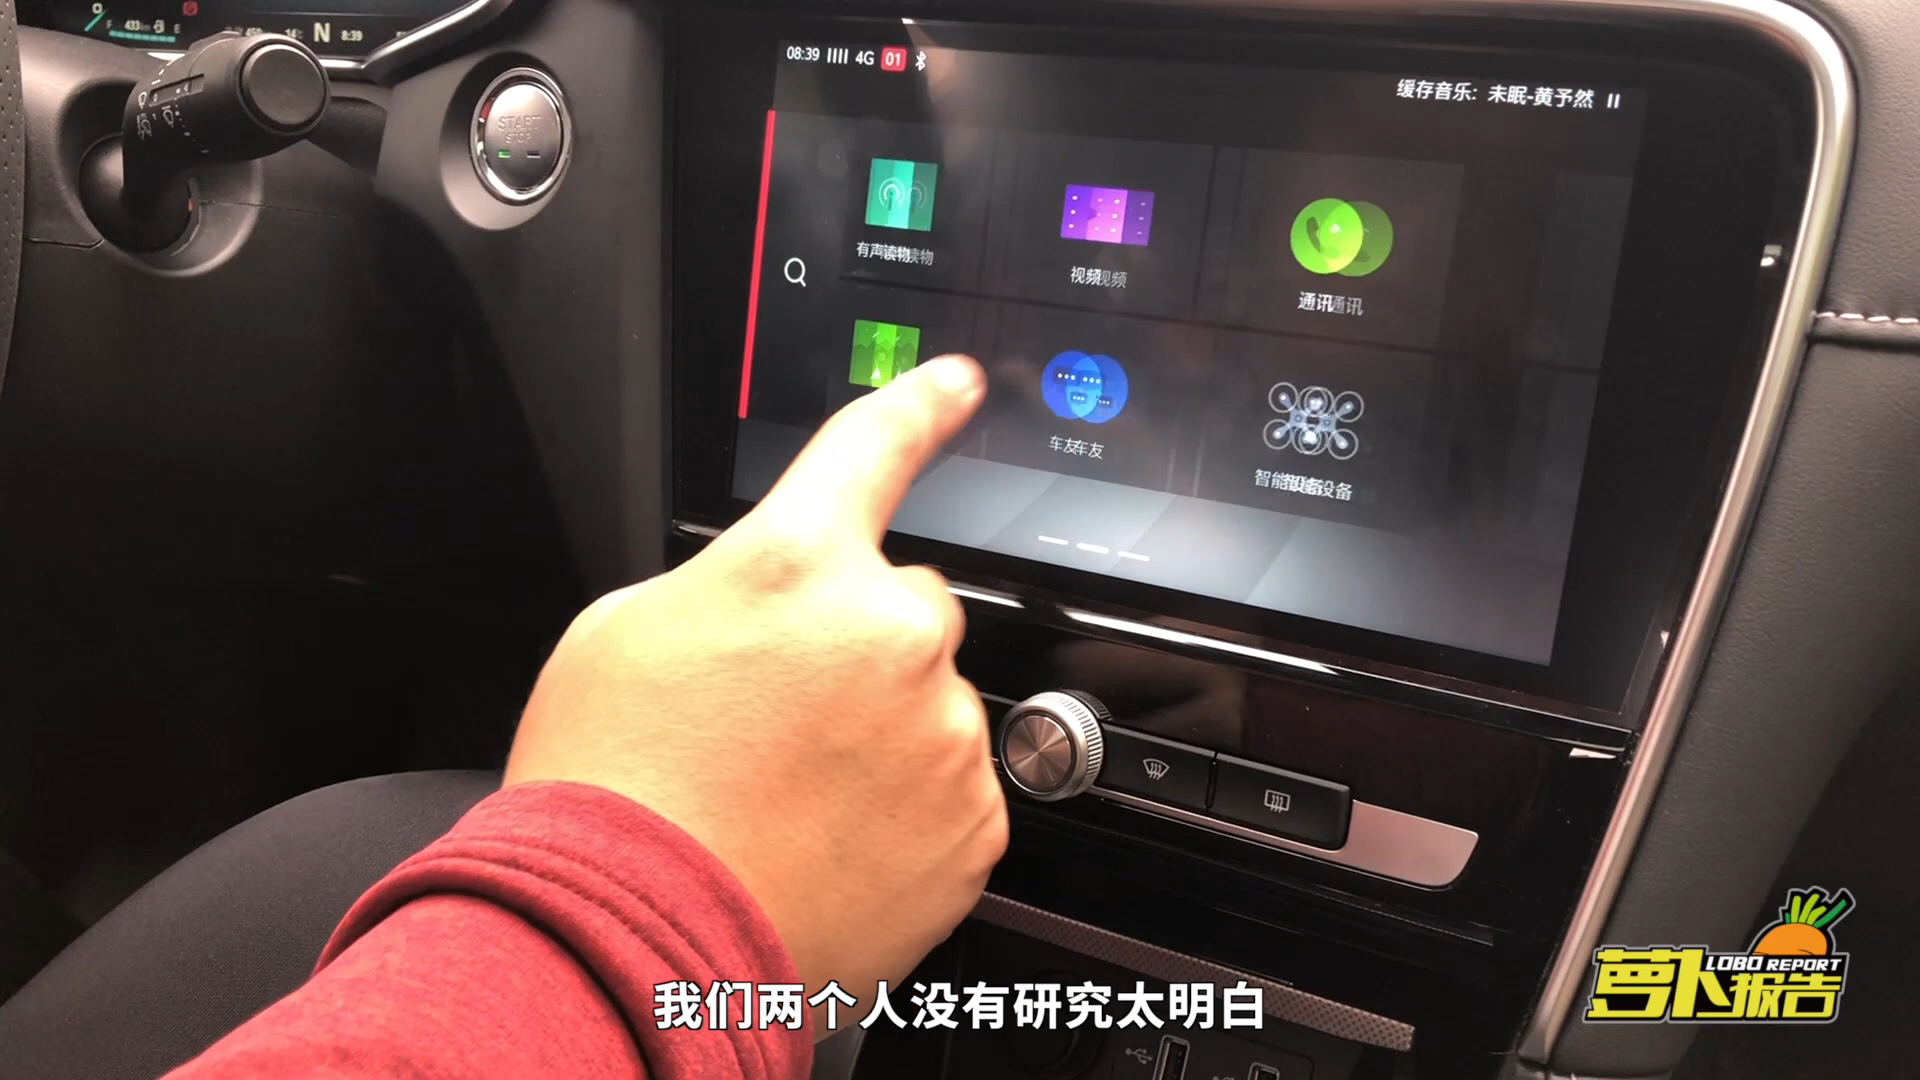 433km
F
E
14℃
N
8:39
START
STOP
08:39 4G 01
缓存音乐：未眠-黄予然
有声读物
视频
通讯
车友
智能设备
我们两个人没有研究太明白
LOBO REPORT
萝卜报告